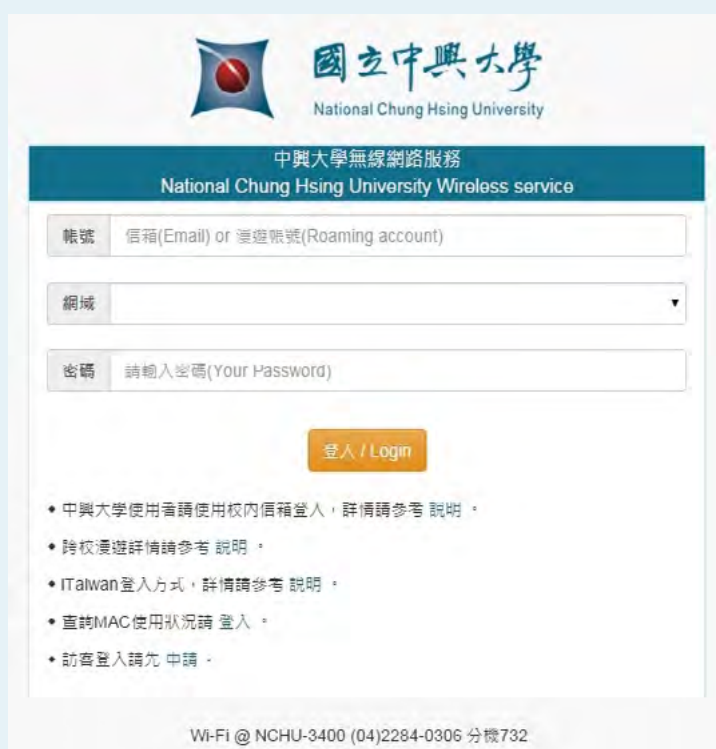 國立中興大學
National Chung Hsing University
中興大學無線網路服務
National Chung Hsing University Wireless service
帳號 信箱(Email) or 漫遊帳號(Roaming account)
網域
密碼 請輸入密碼(Your Password)
登入 / Login
◆ 中興大學使用者請使用校內信箱登入，詳情請參考 說明 。
◆ 跨校漫遊詳情請參考 說明 。
◆ iTaiwan登入方式，詳情請參考 說明 。
◆ 查詢MAC使用狀況請 登入 。
◆ 訪客登入請先 申請 。
Wi-Fi @ NCHU-3400 (04)2284-0306 分機732